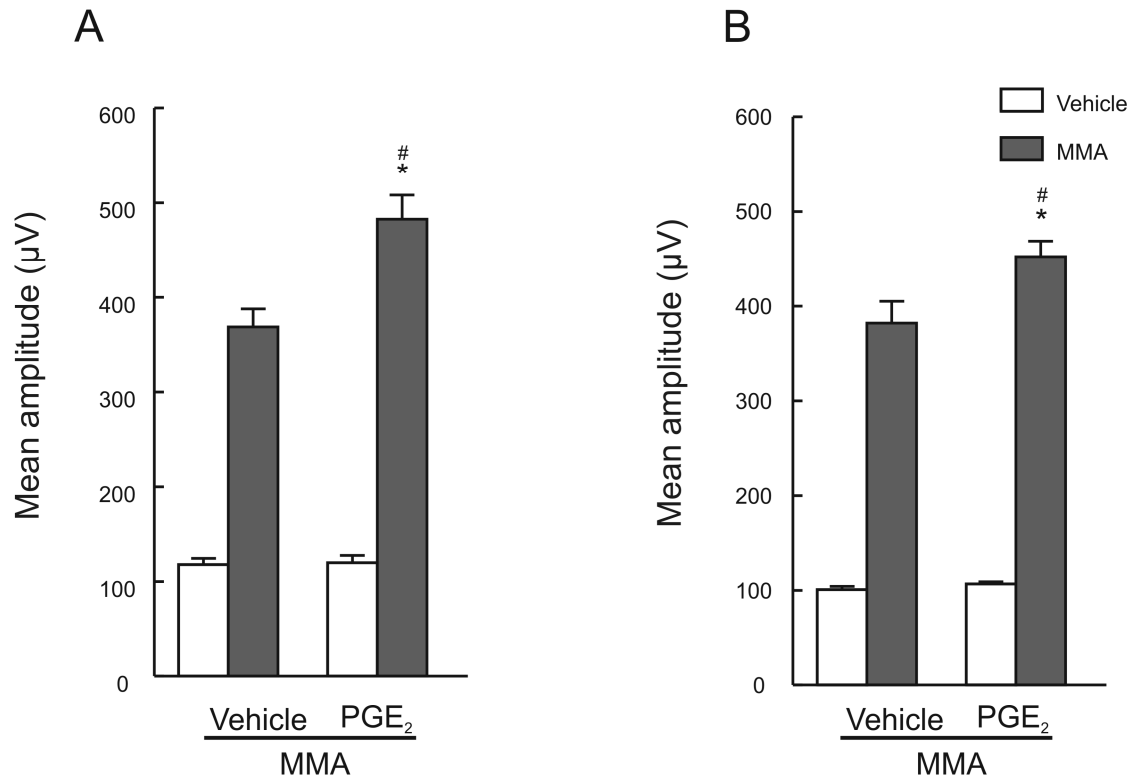 A
Mean amplitude (µV)
600
500
400
300
200
100
0
#
*
Vehicle PGE₂
MMA
B
Vehicle
MMA
Mean amplitude (µV)
600
500
400
300
200
100
0
#
*
Vehicle PGE₂
MMA